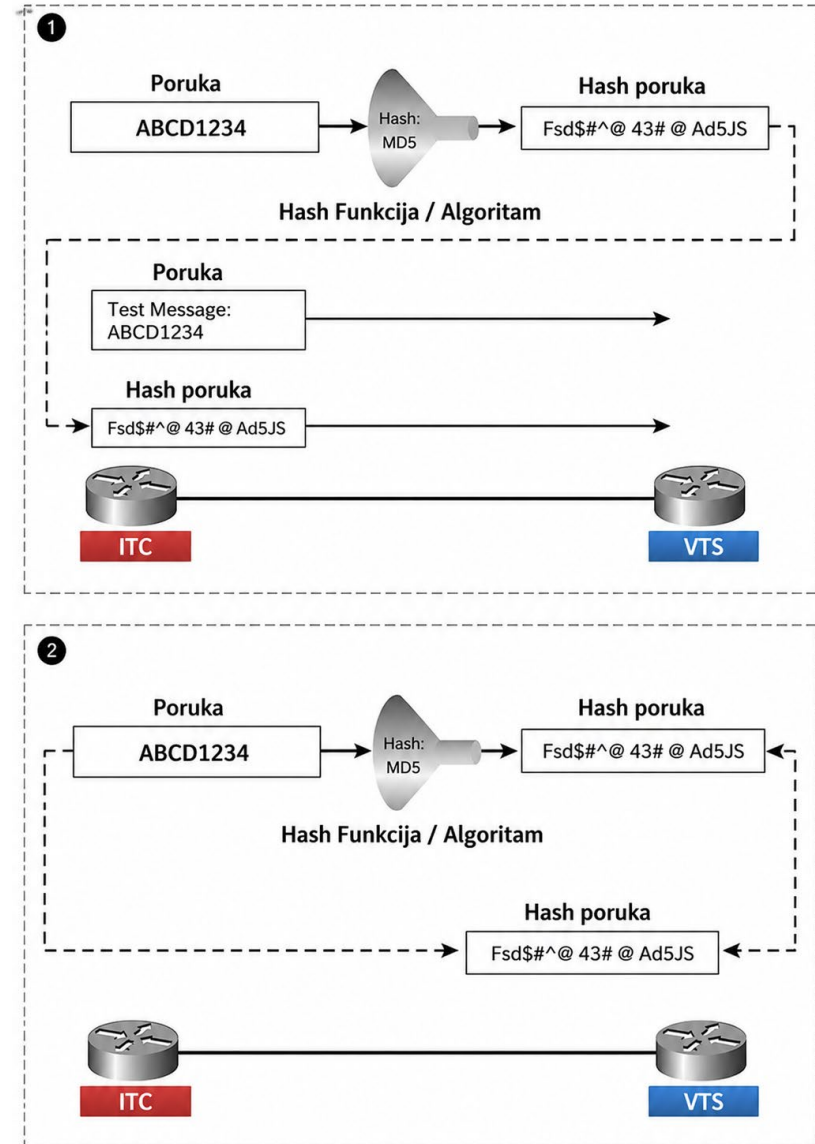 1
Poruka
ABCD1234
Hash:
MD5
Hash poruka
Fsd$#^@ 43# @ Ad5JS
Hash Funkcija / Algoritam
Poruka
Test Message:
ABCD1234
Hash poruka
Fsd$#^@ 43# @ Ad5JS
ITC
VTS
2
Poruka
ABCD1234
Hash:
MD5
Hash poruka
Fsd$#^@ 43# @ Ad5JS
Hash Funkcija / Algoritam
Hash poruka
Fsd$#^@ 43# @ Ad5JS
ITC
VTS